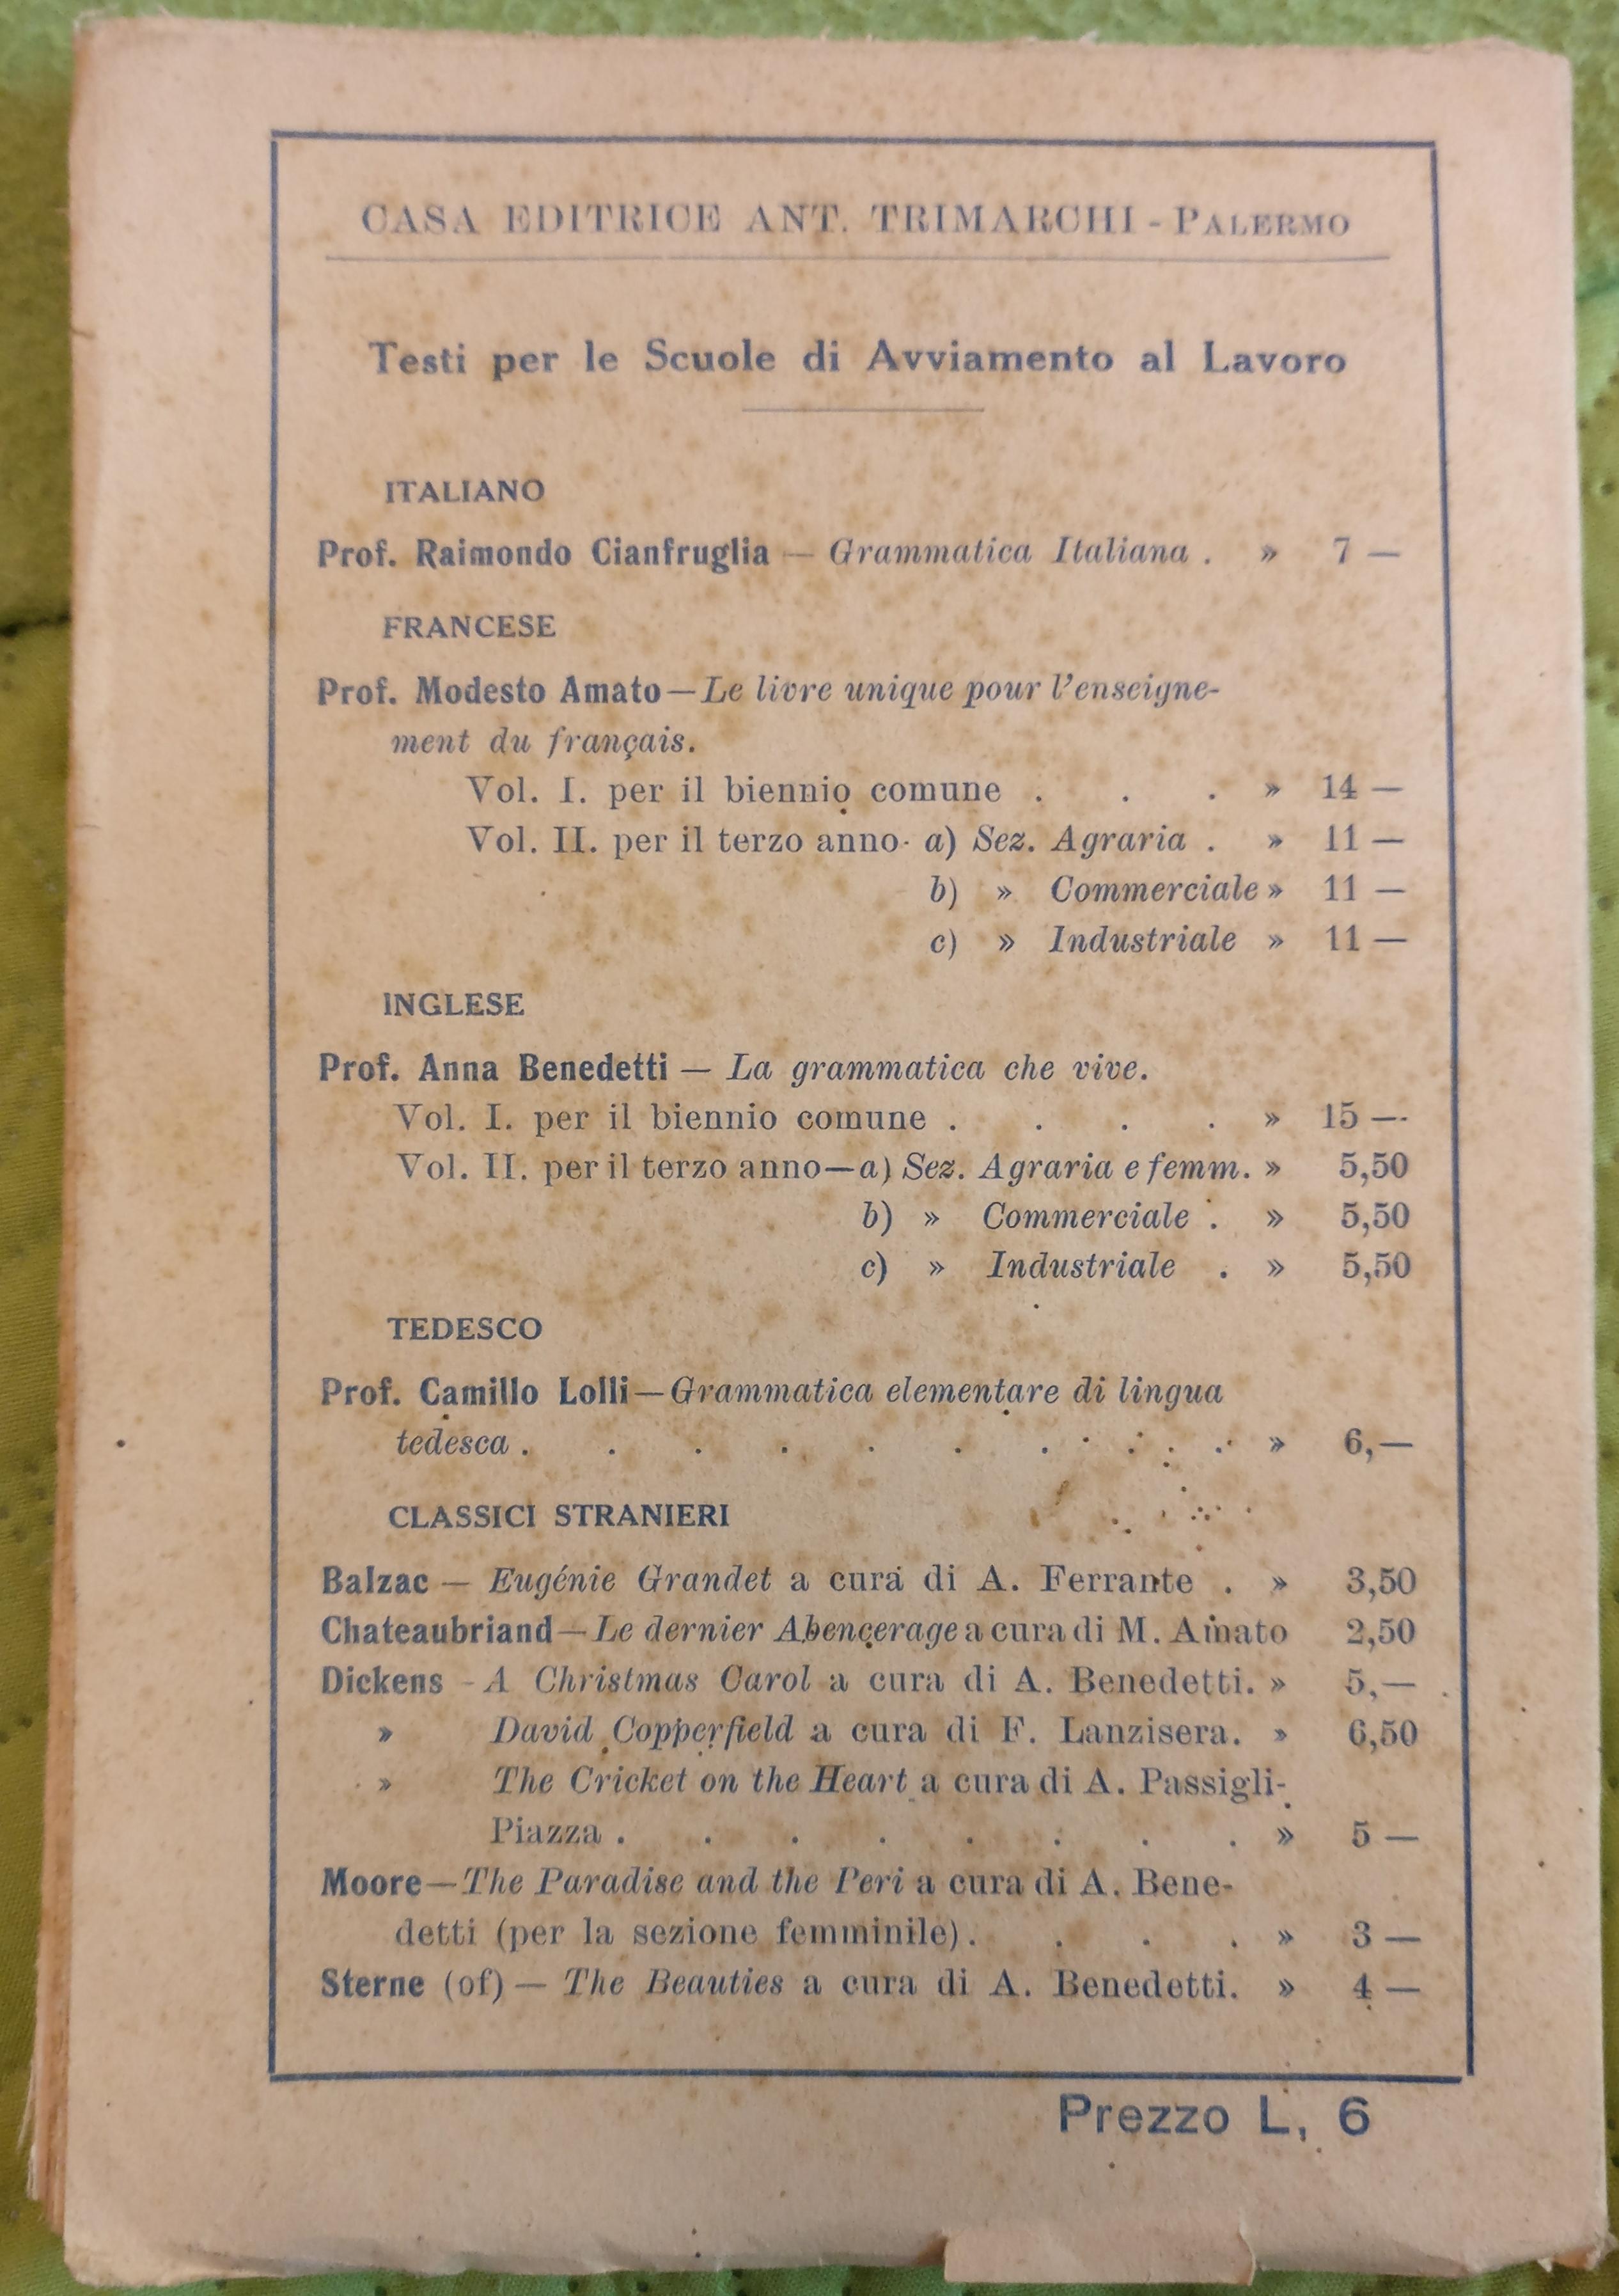 CASA EDITRICE ANT. TRIMARCHI - PALERMO
Testi per le Scuole di Avviamento al Lavoro
ITALIANO
Prof. Raimondo Cianfruglia — Grammatica Italiana . » 7 —
FRANCESE
Prof. Modesto Amato — Le livre unique pour l'enseigne-
ment du français.
Vol. I. per il biennio comune . . . » 14 —
Vol. II. per il terzo anno - a) Sez. Agraria . » 11 —
b) » Commerciale » 11 —
c) » Industriale » 11 —
INGLESE
Prof. Anna Benedetti — La grammatica che vive.
Vol. I. per il biennio comune . . . . » 15 —
Vol. II. per il terzo anno — a) Sez. Agraria e femm. » 5,50
b) » Commerciale . » 5,50
c) » Industriale . » 5,50
TEDESCO
Prof. Camillo Lolli — Grammatica elementare di lingua
tedesca . . . . . . . . . » 6,—
CLASSICI STRANIERI
Balzac — Eugénie Grandet a cura di A. Ferrante . » 3,50
Chateaubriand — Le dernier Abencerage a cura di M. Amato 2,50
Dickens - A Christmas Carol a cura di A. Benedetti. » 5,—
» David Copperfield a cura di F. Lanzisera. » 6,50
» The Cricket on the Heart a cura di A. Passigli-
Piazza . . . . . . . . » 5 —
Moore — The Paradise and the Peri a cura di A. Bene-
detti (per la sezione femminile) . . . . » 3 —
Sterne (of) — The Beauties a cura di A. Benedetti. » 4 —
Prezzo L, 6